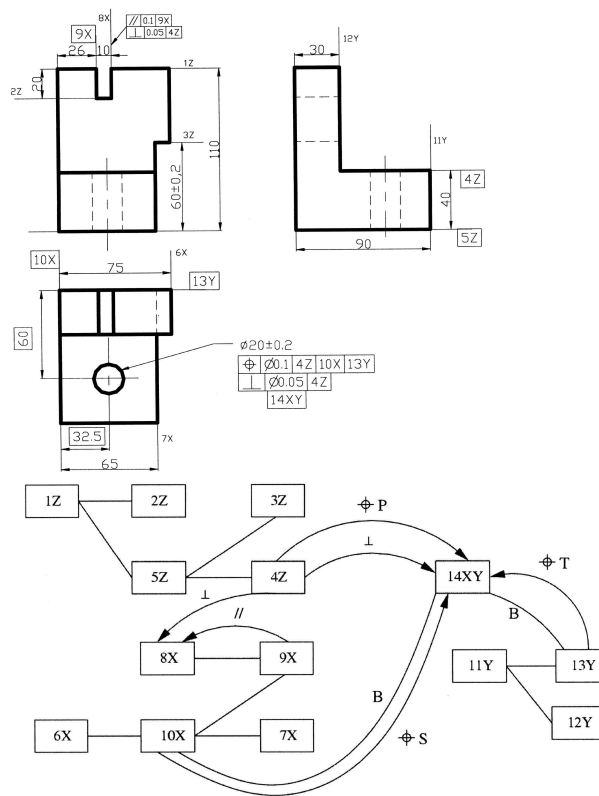 8X
// 0.1 9X
⊥ 0.05 4Z
9X
26 10
1Z
20
2Z
3Z
60±0,2
110
30
12Y
11Y
4Z
40
90
5Z
10X
75
6X
13Y
60
⌀20±0,2
⌖ ⌀0.1 4Z 10X 13Y
⊥ ⌀0.05 4Z
14XY
32.5
7X
65
1Z
2Z
3Z
⌖ P
⊥
5Z
4Z
14XY
⌖ T
⊥
//
B
8X
9X
11Y
13Y
B
6X
10X
7X
12Y
⌖ S